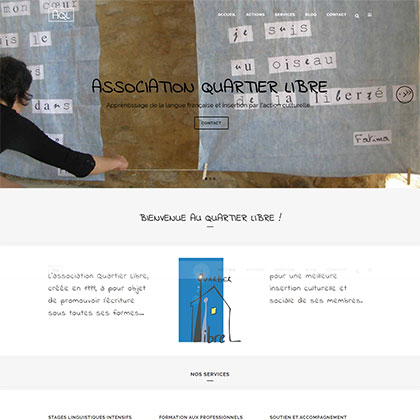 AQL
ACCUEIL ACTIONS SERVICES BLOG CONTACT
mon cœur
is le
dans
je suis
un oiseau
de la liberté
Fatima
ASSOCIATION QUARTIER LIBRE
Apprentissage de la langue française et insertion par l'action culturelle
CONTACT
BIENVENUE AU QUARTIER LIBRE !
L'association Quartier Libre,
créée en 1999, a pour objet
de promouvoir l'écriture
sous toutes ses formes...
QUARTIER
libre
pour une meilleure
insertion culturelle et
sociale de ses membres.
NOS SERVICES
STAGES LINGUISTIQUES INTENSIFS
FORMATION AUX PROFESSIONNELS
SOUTIEN ET ACCOMPAGNEMENT